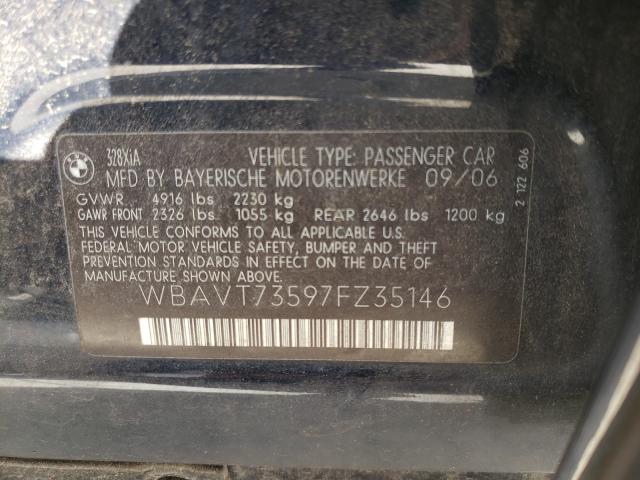 BMW
328XiA
VEHICLE TYPE: PASSENGER CAR
MFD BY BAYERISCHE MOTORENWERKE 09/06
GVWR 4916 lbs 2230 kg
GAWR FRONT 2326 lbs. 1055 kg REAR 2646 lbs 1200 kg
THIS VEHICLE CONFORMS TO ALL APPLICABLE U.S.
FEDERAL MOTOR VEHICLE SAFETY, BUMPER AND THEFT
PREVENTION STANDARDS IN EFFECT ON THE DATE OF
MANUFACTURE SHOWN ABOVE:
WBAVT73597FZ35146
2 122 606